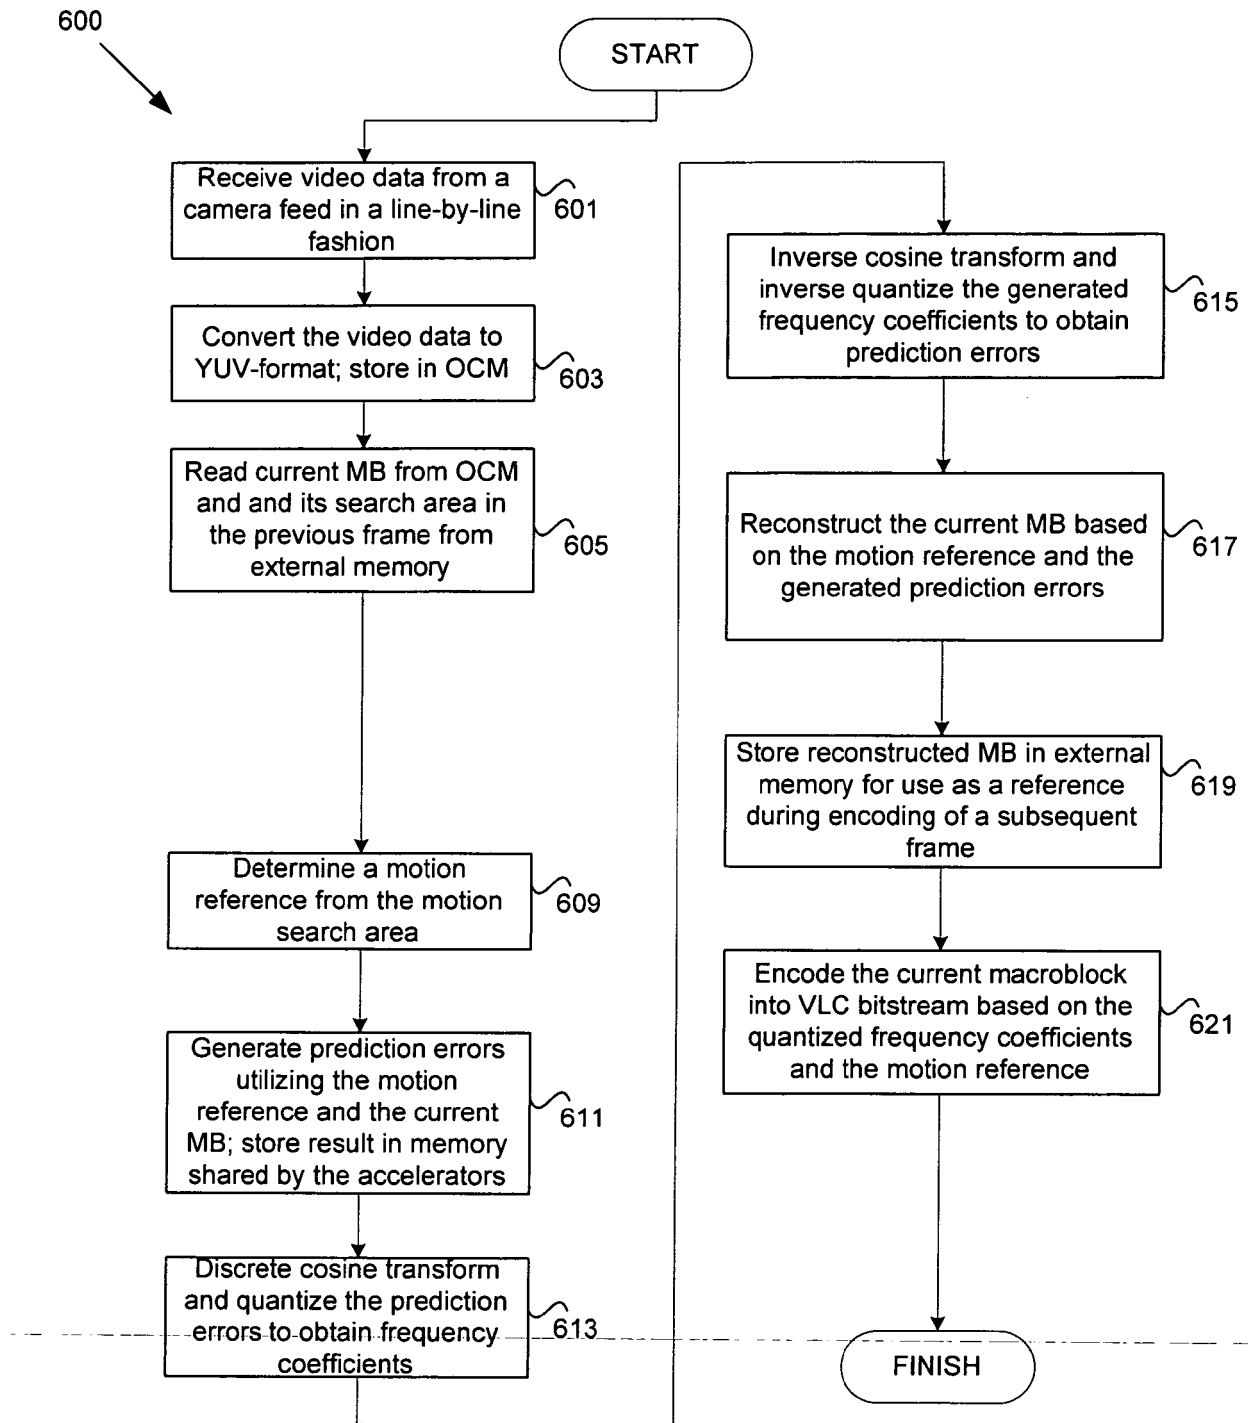 600
START
Receive video data from a
camera feed in a line-by-line
fashion
601
Convert the video data to
YUV-format; store in OCM
603
Read current MB from OCM
and and its search area in
the previous frame from
external memory
605
Determine a motion
reference from the motion
search area
609
Generate prediction errors
utilizing the motion
reference and the current
MB; store result in memory
shared by the accelerators
611
Discrete cosine transform
and quantize the prediction
errors to obtain frequency
coefficients
613
Inverse cosine transform and
inverse quantize the generated
frequency coefficients to obtain
prediction errors
615
Reconstruct the current MB based
on the motion reference and the
generated prediction errors
617
Store reconstructed MB in external
memory for use as a reference
during encoding of a subsequent
frame
619
Encode the current macroblock
into VLC bitstream based on the
quantized frequency coefficients
and the motion reference
621
FINISH